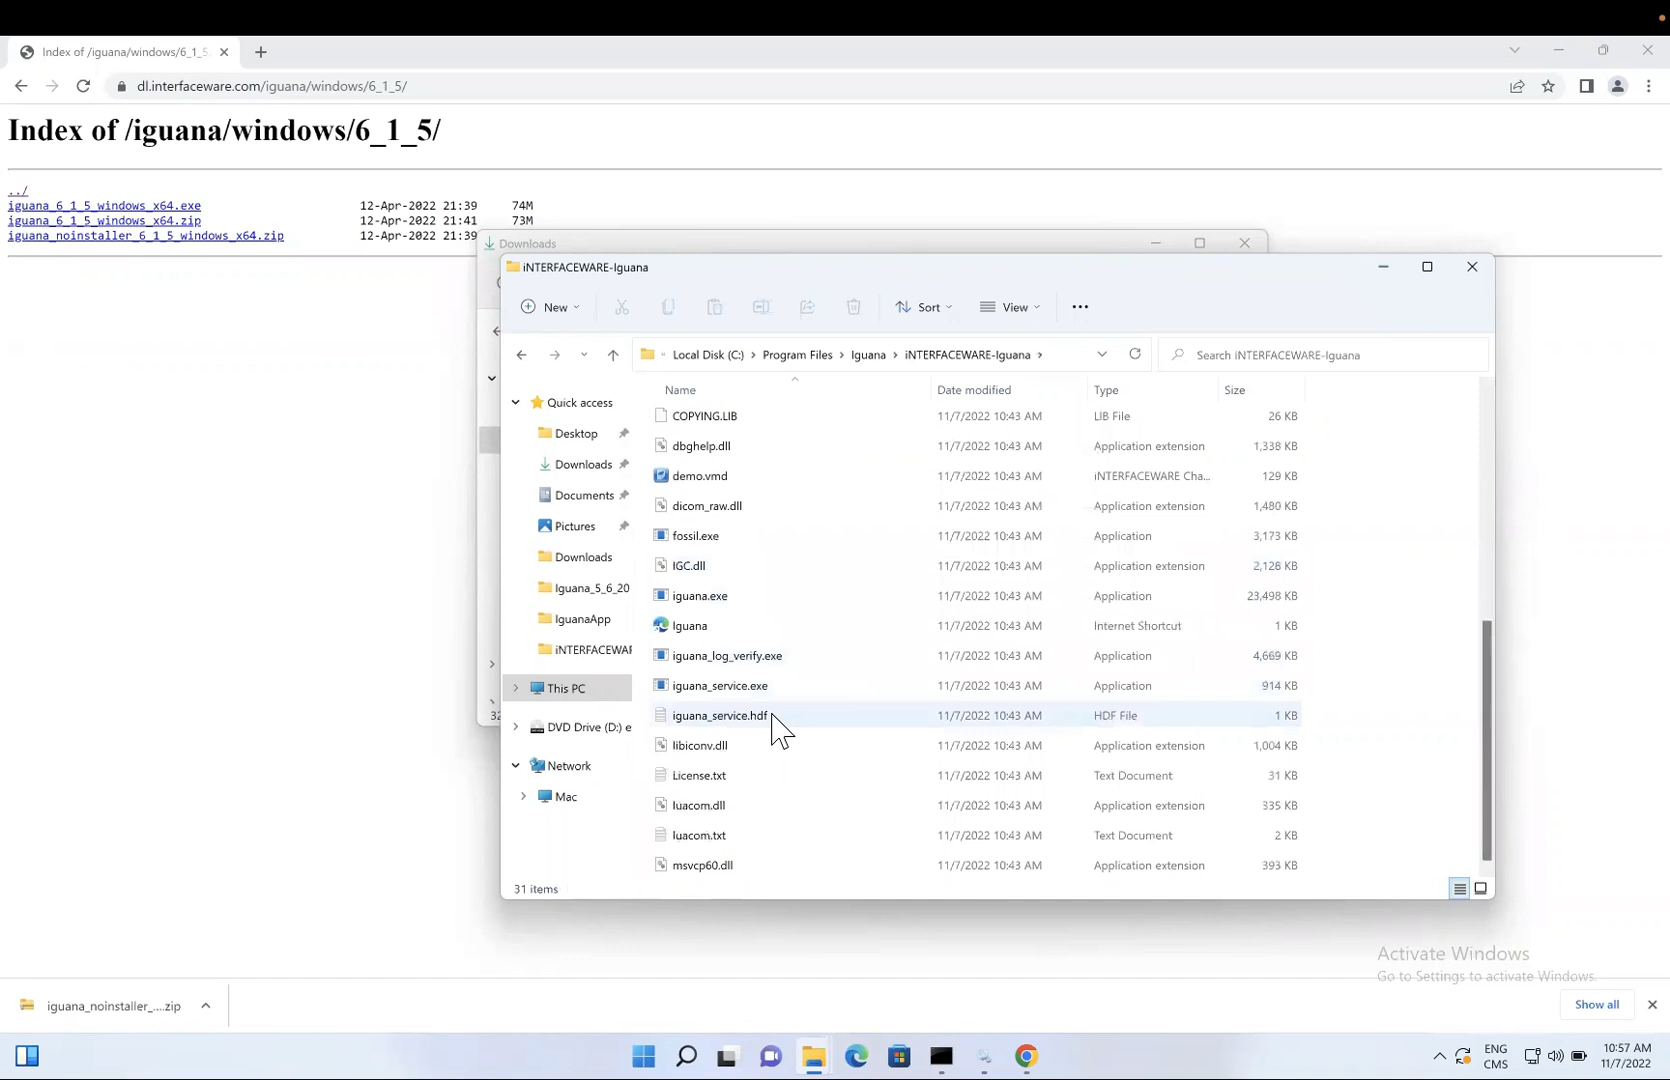 Index of /iguana/windows/6_1_5
dl.interfaceware.com/iguana/windows/6_1_5/
Index of /iguana/windows/6_1_5/
../
iguana_6_1_5_windows_x64.exe 12-Apr-2022 21:39 74M
iguana_6_1_5_windows_x64.zip 12-Apr-2022 21:41 73M
iguana_noinstaller_6_1_5_windows_x64.zip 12-Apr-2022 21:39
Downloads
iNTERFACEWARE-Iguana
New Sort View
Local Disk (C:) Program Files Iguana iNTERFACEWARE-Iguana Search iNTERFACEWARE-Iguana
Name Date modified Type Size
Quick access
Desktop
Downloads
Documents
Pictures
Downloads
Iguana_5_6_20
IguanaApp
iNTERFACEWAR
This PC
DVD Drive (D:) e
Network
Mac
COPYING.LIB 11/7/2022 10:43 AM LIB File 26 KB
dbghelp.dll 11/7/2022 10:43 AM Application extension 1,338 KB
demo.vmd 11/7/2022 10:43 AM iNTERFACEWARE Cha... 129 KB
dicom_raw.dll 11/7/2022 10:43 AM Application extension 1,480 KB
fossil.exe 11/7/2022 10:43 AM Application 3,173 KB
IGC.dll 11/7/2022 10:43 AM Application extension 2,126 KB
iguana.exe 11/7/2022 10:43 AM Application 23,498 KB
Iguana 11/7/2022 10:43 AM Internet Shortcut 1 KB
iguana_log_verify.exe 11/7/2022 10:43 AM Application 4,669 KB
iguana_service.exe 11/7/2022 10:43 AM Application 914 KB
iguana_service.hdf 11/7/2022 10:43 AM HDF File 1 KB
libiconv.dll 11/7/2022 10:43 AM Application extension 1,004 KB
License.txt 11/7/2022 10:43 AM Text Document 31 KB
luacom.dll 11/7/2022 10:43 AM Application extension 335 KB
luacom.txt 11/7/2022 10:43 AM Text Document 2 KB
msvcp60.dll 11/7/2022 10:43 AM Application extension 393 KB
32
31 items
Activate Windows
Go to Settings to activate Windows.
iguana_noinstaller_....zip
Show all
ENG
CMS
10:57 AM
11/7/2022